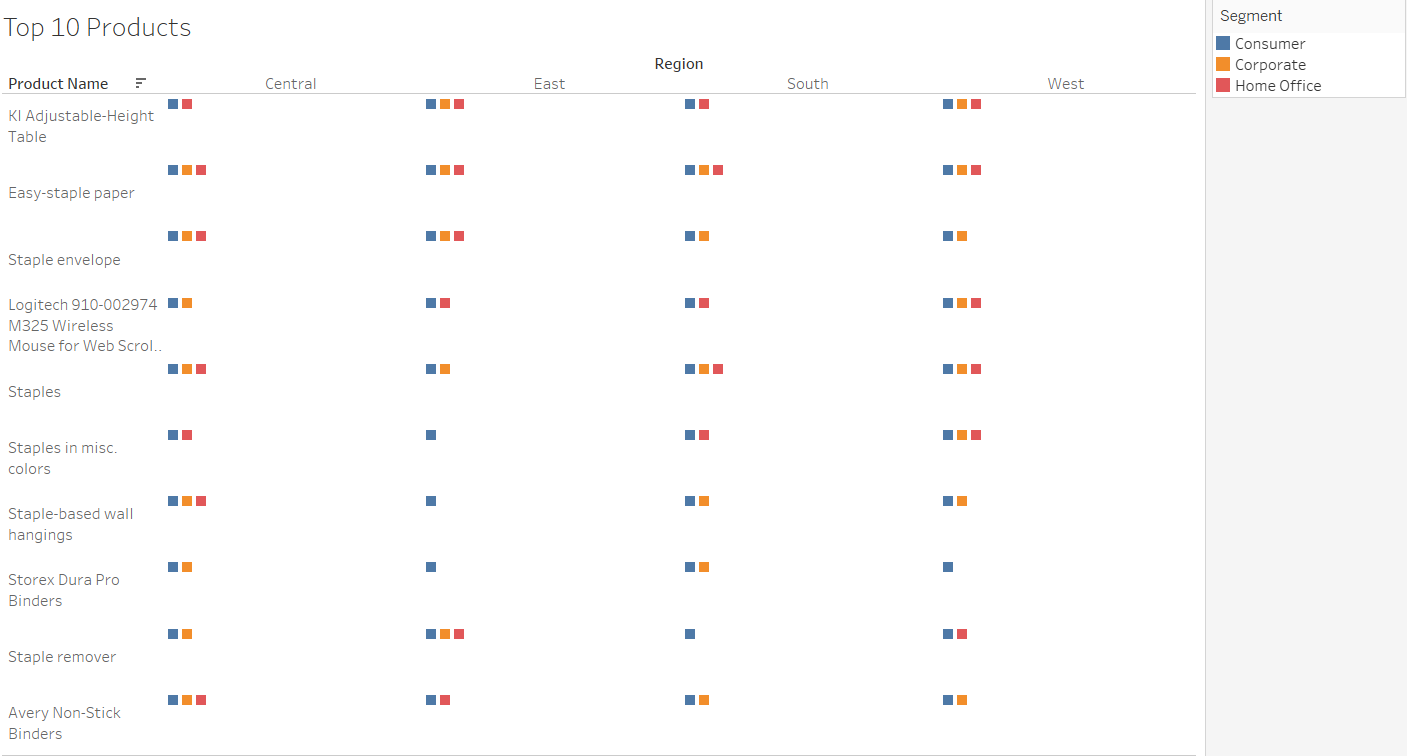 Top 10 Products
Segment
Consumer
Corporate
Home Office
Region
Product Name
Central
East
South
West
KI Adjustable-Height
Table
Easy-staple paper
Staple envelope
Logitech 910-002974
M325 Wireless
Mouse for Web Scrol..
Staples
Staples in misc.
colors
Staple-based wall
hangings
Storex Dura Pro
Binders
Staple remover
Avery Non-Stick
Binders